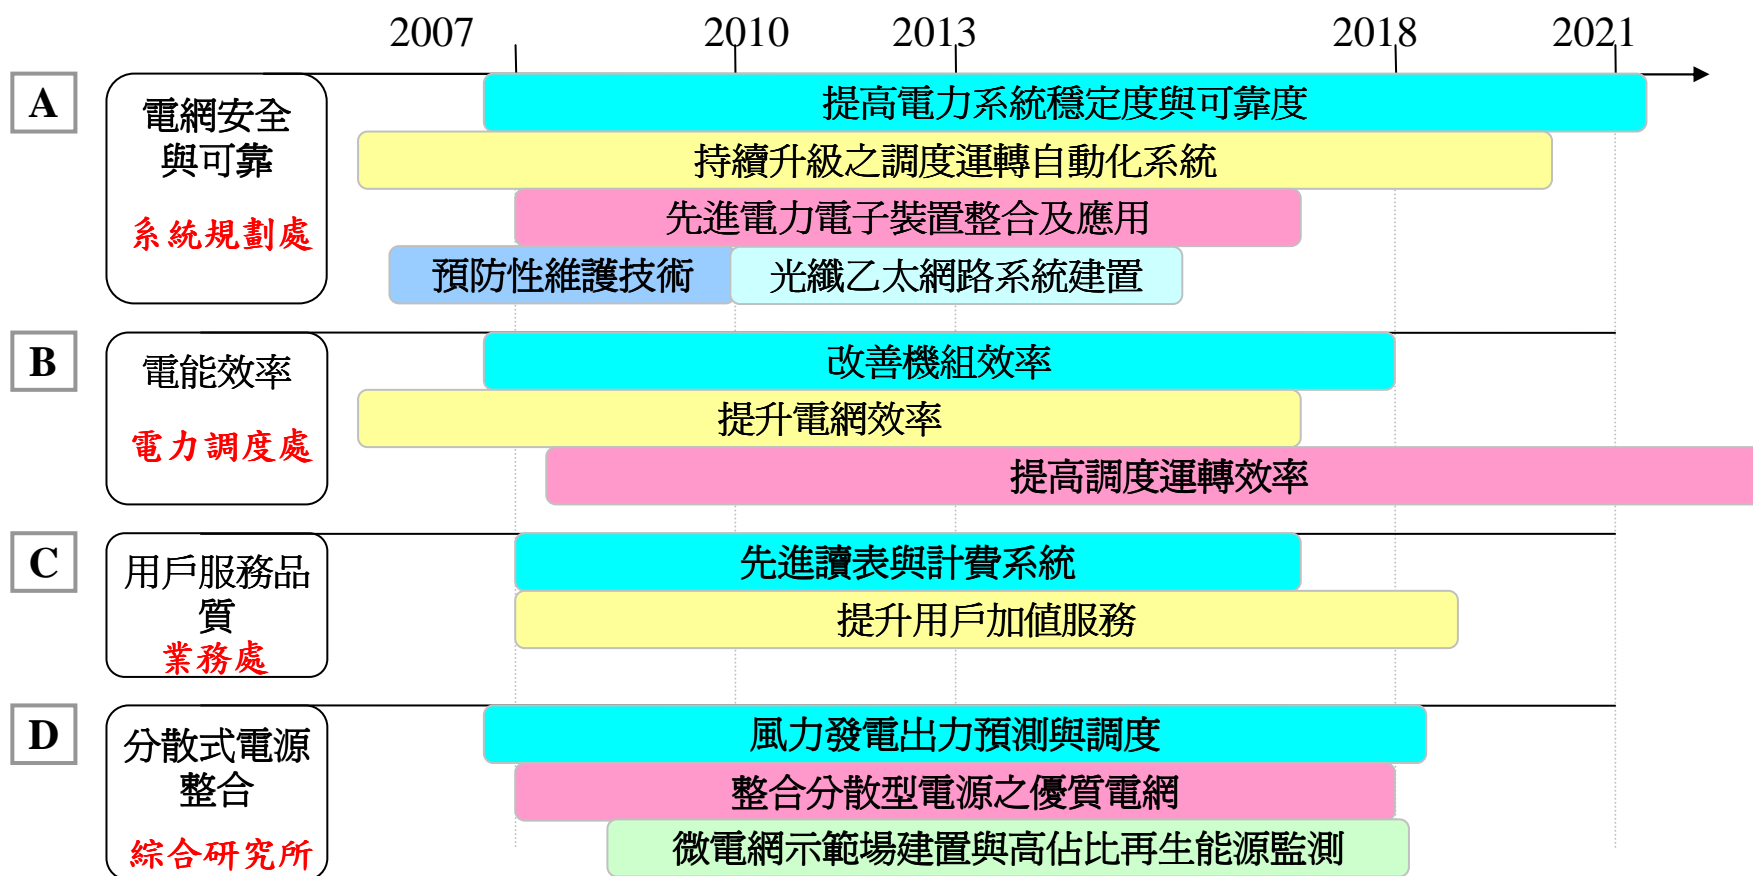 2007 2010 2013 2018 2021
A
電網安全
與可靠
系統規劃處
提高電力系統穩定度與可靠度
持續升級之調度運轉自動化系統
先進電力電子裝置整合及應用
預防性維護技術
光纖乙太網路系統建置
B
電能效率
電力調度處
改善機組效率
提升電網效率
提高調度運轉效率
C
用戶服務品
質
業務處
先進讀表與計費系統
提升用戶加值服務
D
分散式電源
整合
綜合研究所
風力發電出力預測與調度
整合分散型電源之優質電網
微電網示範場建置與高佔比再生能源監測